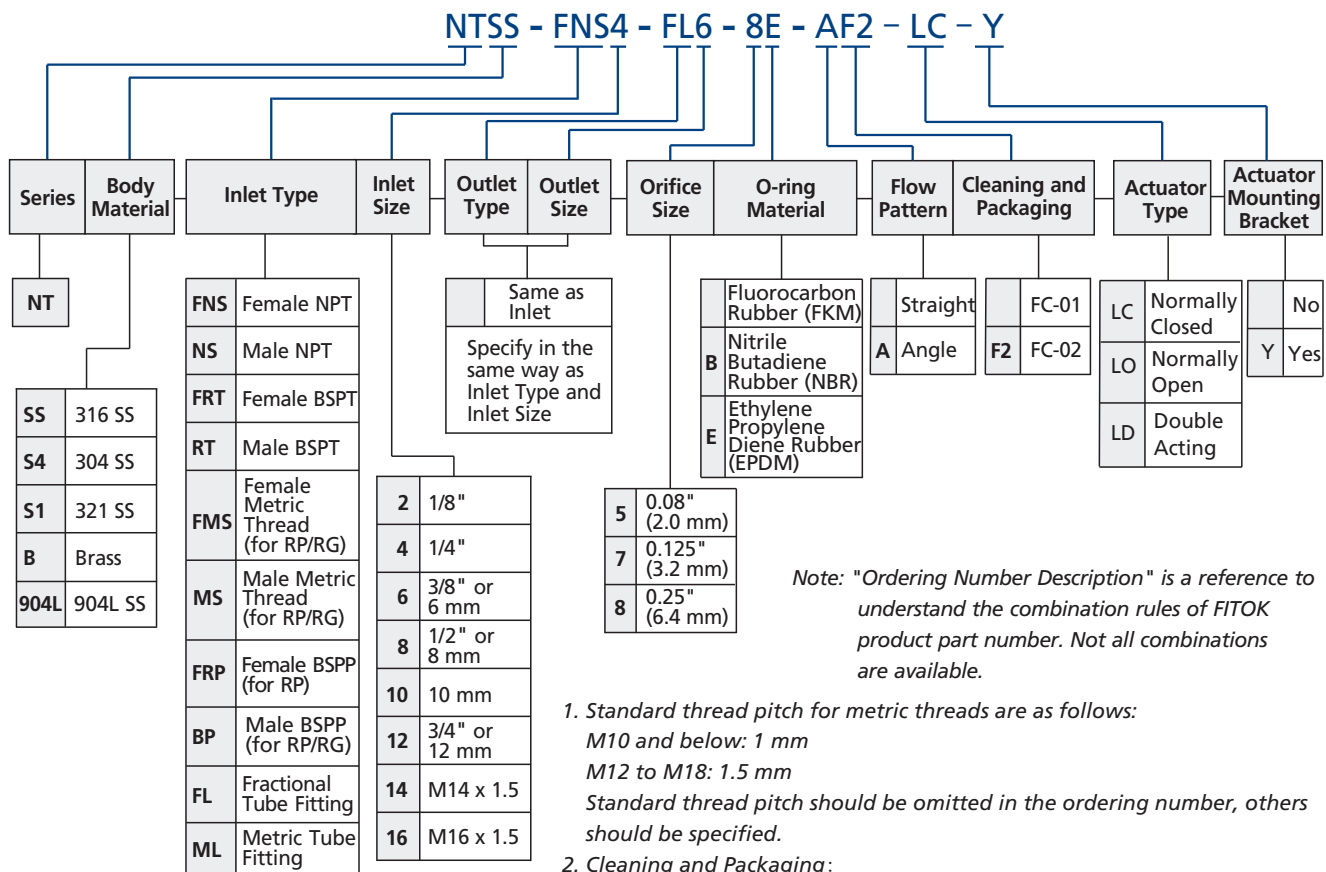 NTSS - FNS4 - FL6 - 8E - AF2 - LC - Y
Series
Body
Material
Inlet Type
Inlet
Size
Outlet
Type
Outlet
Size
Orifice
Size
O-ring
Material
Flow
Pattern
Cleaning and
Packaging
Actuator
Type
Actuator
Mounting
Bracket
NT
SS 316 SS
S4 304 SS
S1 321 SS
B Brass
904L 904L SS
FNS Female NPT
NS Male NPT
FRT Female BSPT
RT Male BSPT
FMS Female
Metric
Thread
(for RP/RG)
MS Male Metric
Thread
(for RP/RG)
FRP Female BSPP
(for RP)
BP Male BSPP
(for RP/RG)
FL Fractional
Tube Fitting
ML Metric Tube
Fitting
2 1/8"
4 1/4"
6 3/8" or
6 mm
8 1/2" or
8 mm
10 10 mm
12 3/4" or
12 mm
14 M14 x 1.5
16 M16 x 1.5
Same as
Inlet
Specify in the
same way as
Inlet Type and
Inlet Size
5 0.08"
(2.0 mm)
7 0.125"
(3.2 mm)
8 0.25"
(6.4 mm)
Fluorocarbon
Rubber (FKM)
B Nitrile
Butadiene
Rubber (NBR)
E Ethylene
Propylene
Diene Rubber
(EPDM)
Straight
A Angle
FC-01
F2 FC-02
LC Normally
Closed
LO Normally
Open
LD Double
Acting
No
Y Yes
Note: "Ordering Number Description" is a reference to
understand the combination rules of FITOK
product part number. Not all combinations
are available.
1. Standard thread pitch for metric threads are as follows:
M10 and below: 1 mm
M12 to M18: 1.5 mm
Standard thread pitch should be omitted in the ordering number, others
should be specified.
2. Cleaning and Packaging: